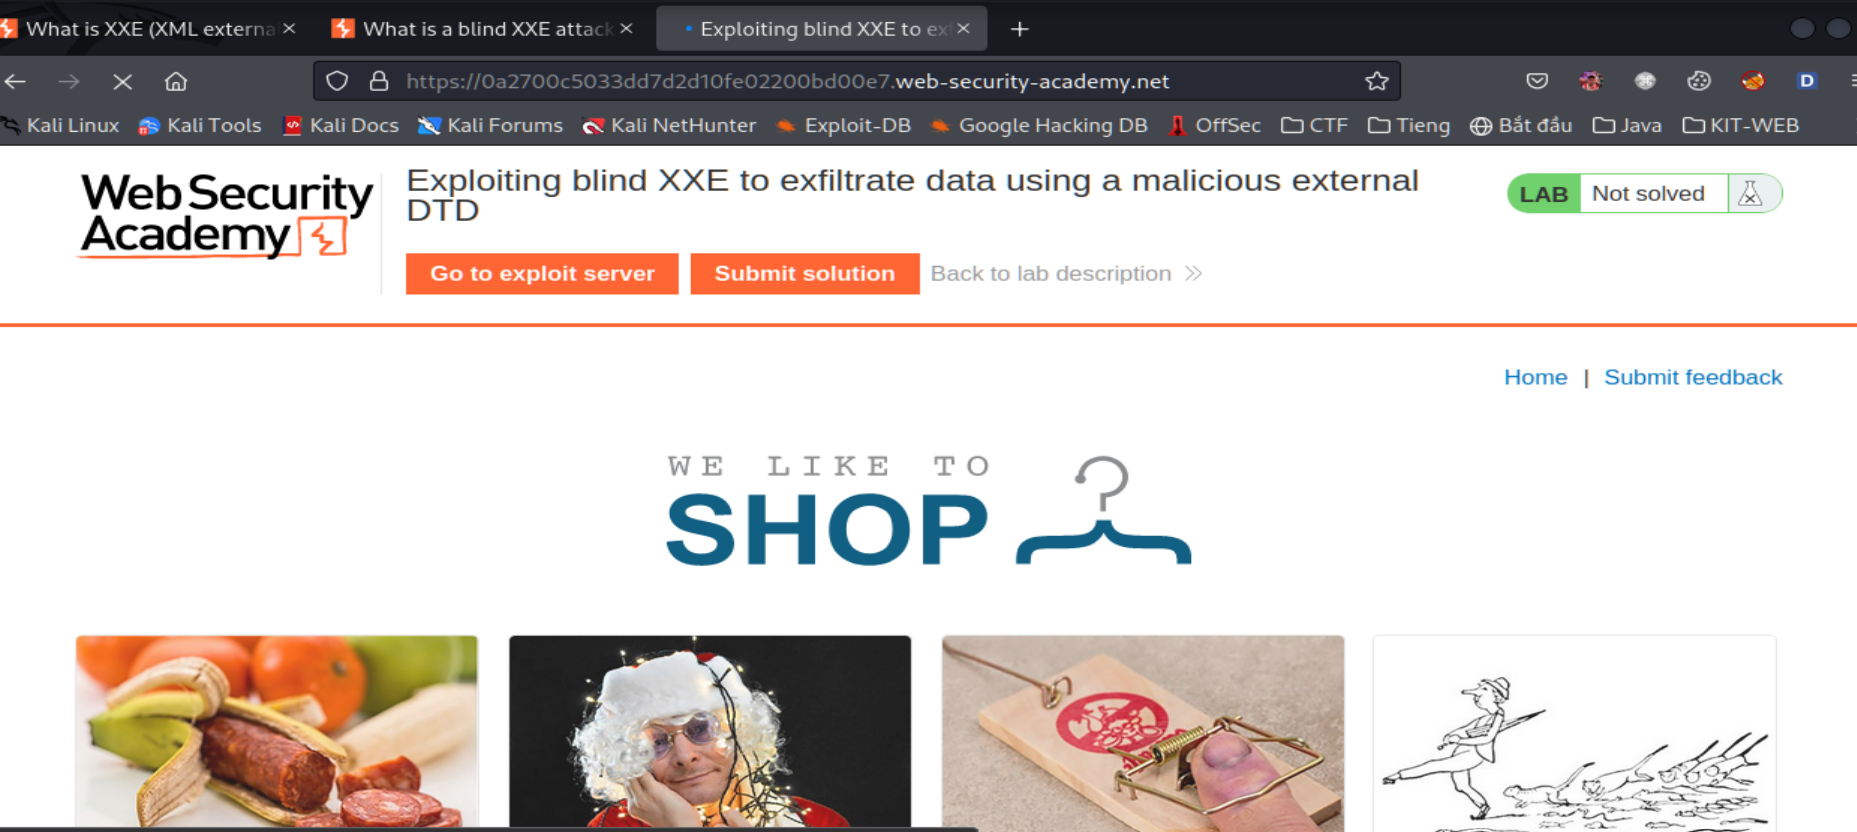 What is XXE (XML externa
What is a blind XXE attack
Exploiting blind XXE to ex
https://0a2700c5033dd7d2d10fe02200bd00e7.web-security-academy.net
Kali Linux Kali Tools Kali Docs Kali Forums Kali NetHunter Exploit-DB Google Hacking DB OffSec CTF Tieng Bắt đầu Java KIT-WEB
Web Security
Academy
Exploiting blind XXE to exfiltrate data using a malicious external
DTD
LAB Not solved
Go to exploit server Submit solution Back to lab description
Home | Submit feedback
WE LIKE TO
SHOP